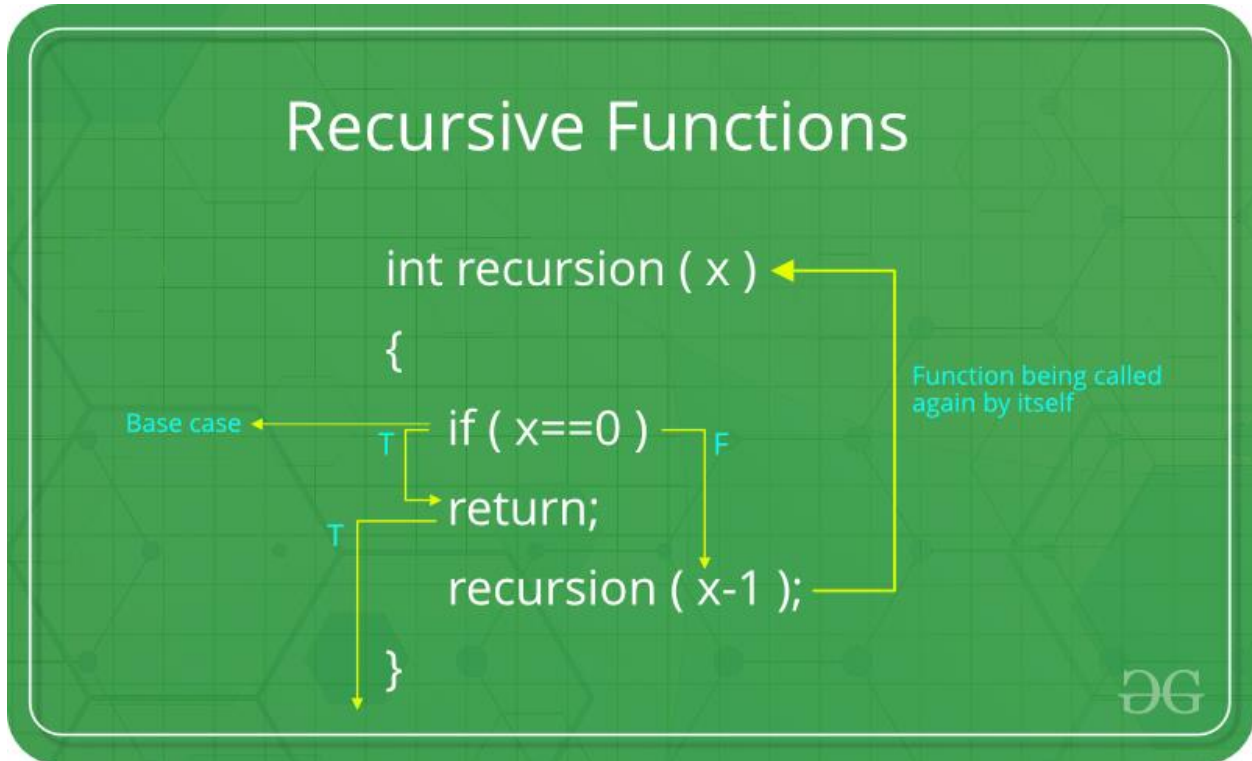 Recursive Functions
int recursion ( x )
{
Function being called
again by itself
Base case
T
if ( x==0 )
F
return;
T
recursion ( x-1 );
}
GG